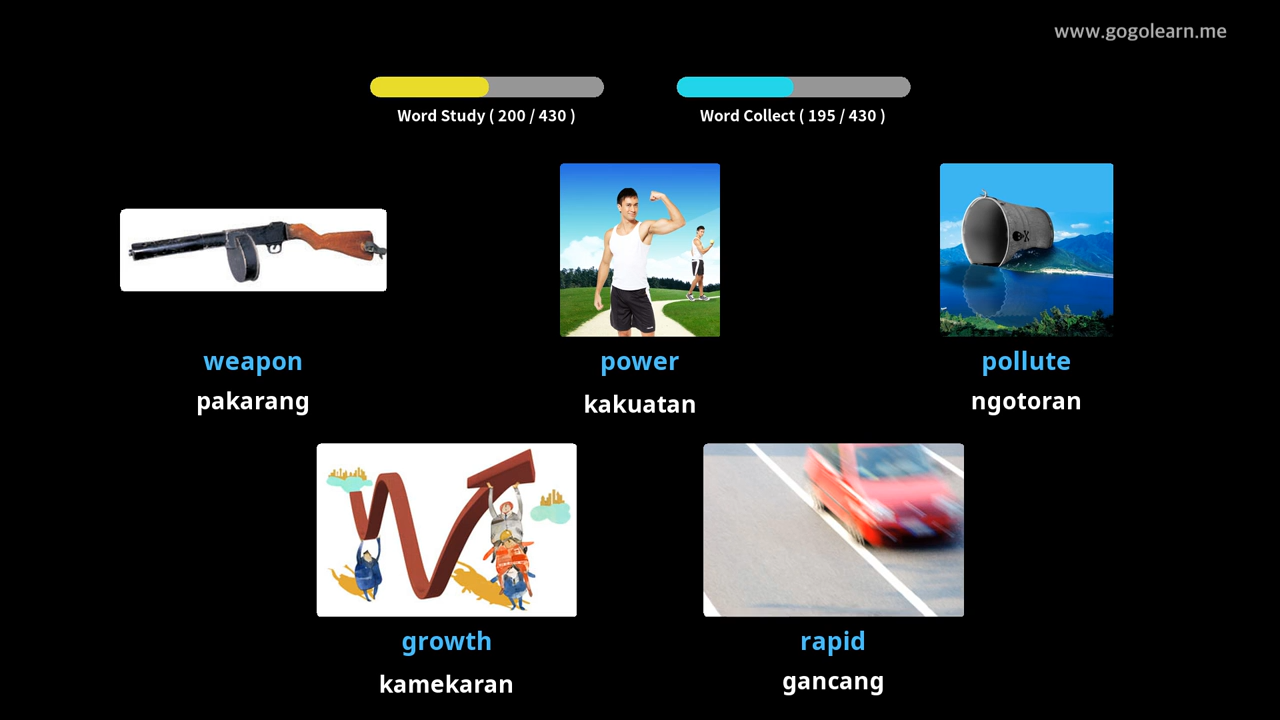 www.gogolearn.me
Word Study ( 200 / 430 )
Word Collect ( 195 / 430 )
weapon
pakarang
power
kakuatan
pollute
ngotoran
growth
kamekaran
rapid
gancang